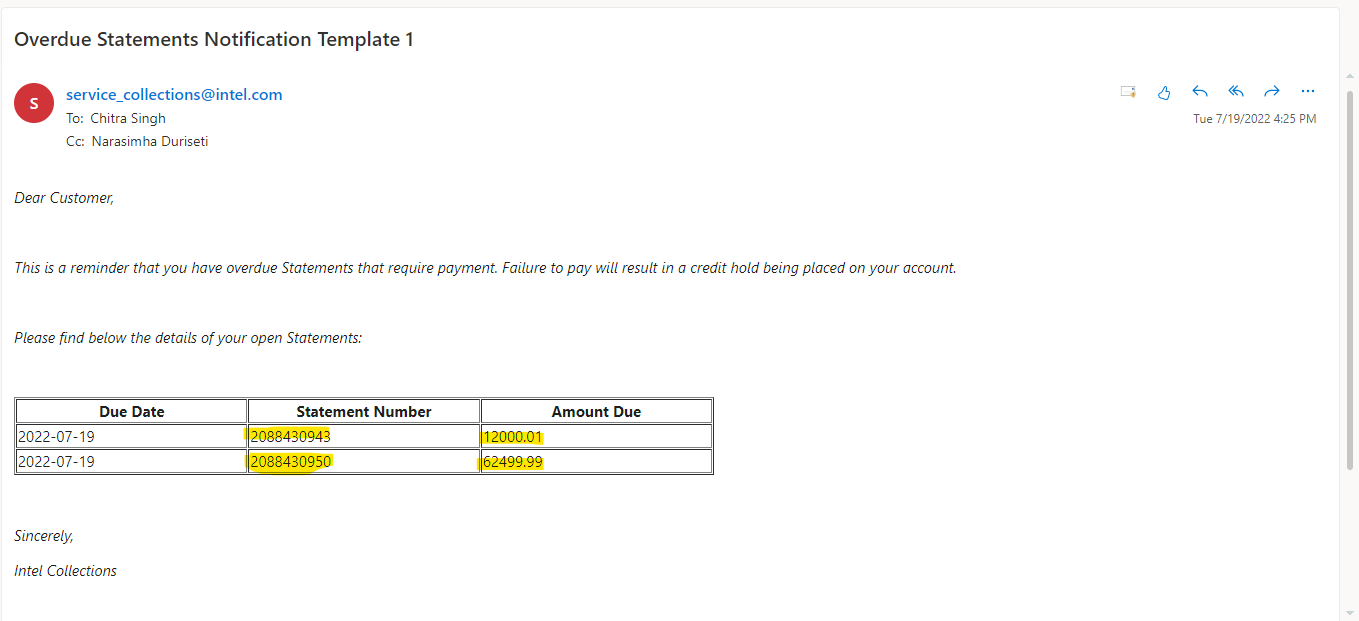 Overdue Statements Notification Template 1
S
service_collections@intel.com
To: Chitra Singh
Tue 7/19/2022 4:25 PM
Cc: Narasimha Duriseti
Dear Customer,
This is a reminder that you have overdue Statements that require payment. Failure to pay will result in a credit hold being placed on your account.
Please find below the details of your open Statements:
Due Date Statement Number Amount Due
2022-07-19 2088430943 12000.01
2022-07-19 2088430950 62499.99
Sincerely,
Intel Collections